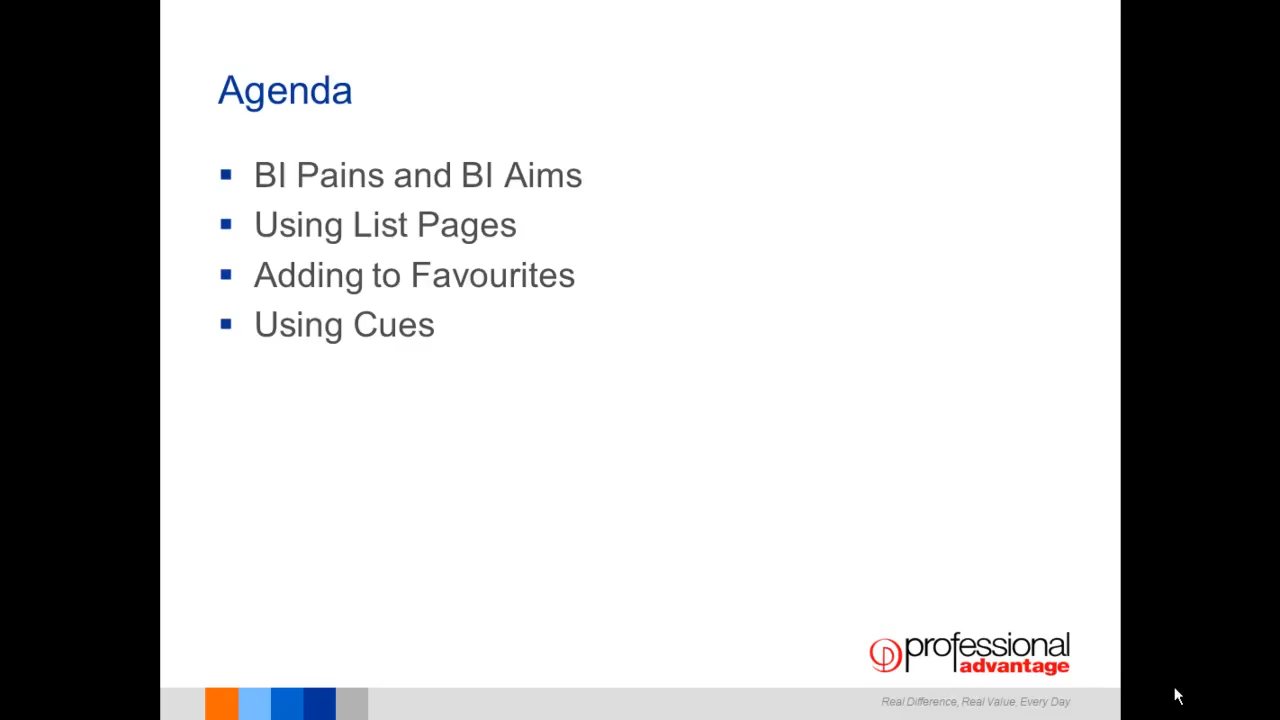 Agenda
BI Pains and BI Aims
Using List Pages
Adding to Favourites
Using Cues
professional
advantage
Real Difference, Real Value, Every Day